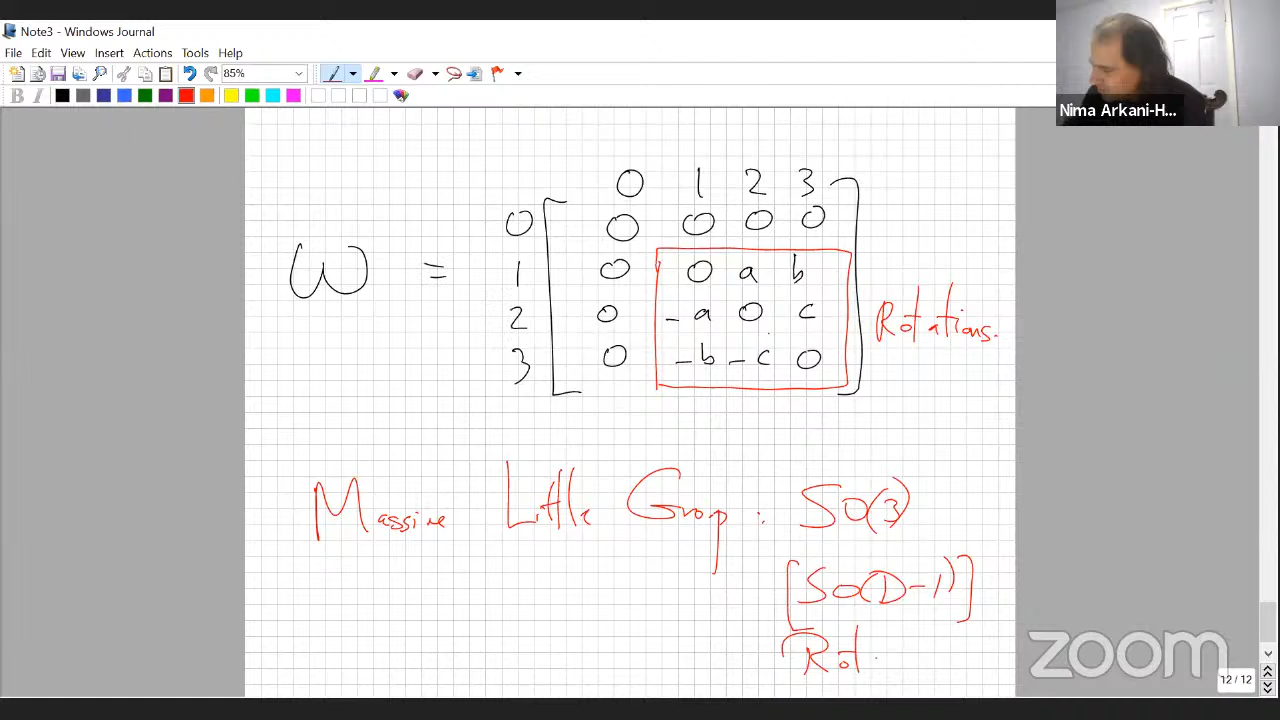 Note3 - Windows Journal
File Edit View Insert Actions Tools Help
85%
B I
Nima Arkani-H...
0 1 2 3
0 0 0 0 0
ω = 1 0 0 a b
2 0 -a 0 c
3 0 -b -c 0
Rotations.
Massive Little Group : SO(3)
[SO(D-1)]
Rot
zoom
12 / 12